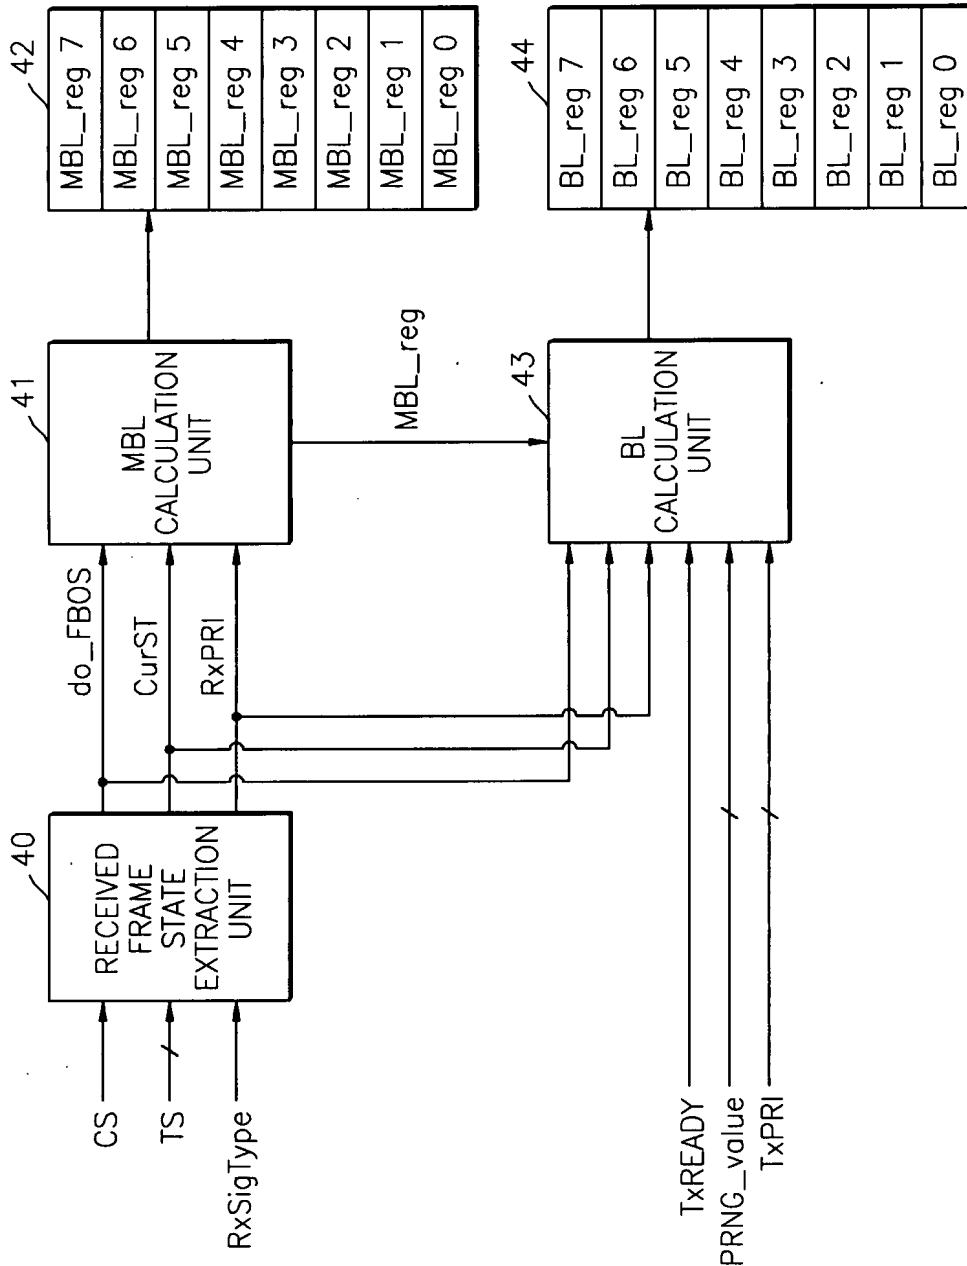 CS
TS
RxSigType
40
RECEIVED
FRAME
STATE
EXTRACTION
UNIT
do_FBOS
CurST
RxPRI
41
MBL
CALCULATION
UNIT
42
MBL_reg 7
MBL_reg 6
MBL_reg 5
MBL_reg 4
MBL_reg 3
MBL_reg 2
MBL_reg 1
MBL_reg 0
MBL_reg
TxREADY
PRNG_value
TxPRI
43
BL
CALCULATION
UNIT
44
BL_reg 7
BL_reg 6
BL_reg 5
BL_reg 4
BL_reg 3
BL_reg 2
BL_reg 1
BL_reg 0